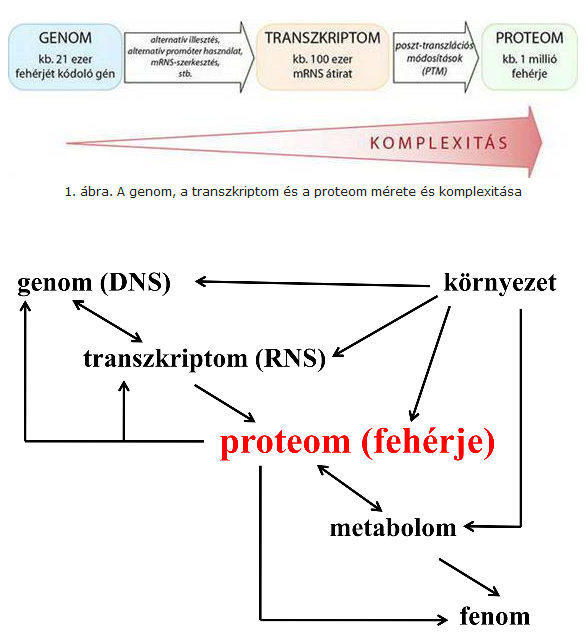 GENOM
kb. 21 ezer
fehérjét kódoló gén
alternatív illesztés,
alternatív promóter használat,
mRNS-szerkesztés,
stb.
TRANSZKRIPTOM
kb. 100 ezer
mRNS átirat
poszt-transzlációs
módosítások
(PTM)
PROTEOM
kb. 1 millió
fehérje
KOMPLEXITÁS
1. ábra. A genom, a transzkriptom és a proteom mérete és komplexitása
genom (DNS)
környezet
transzkriptom (RNS)
proteom (fehérje)
metabolom
fenom